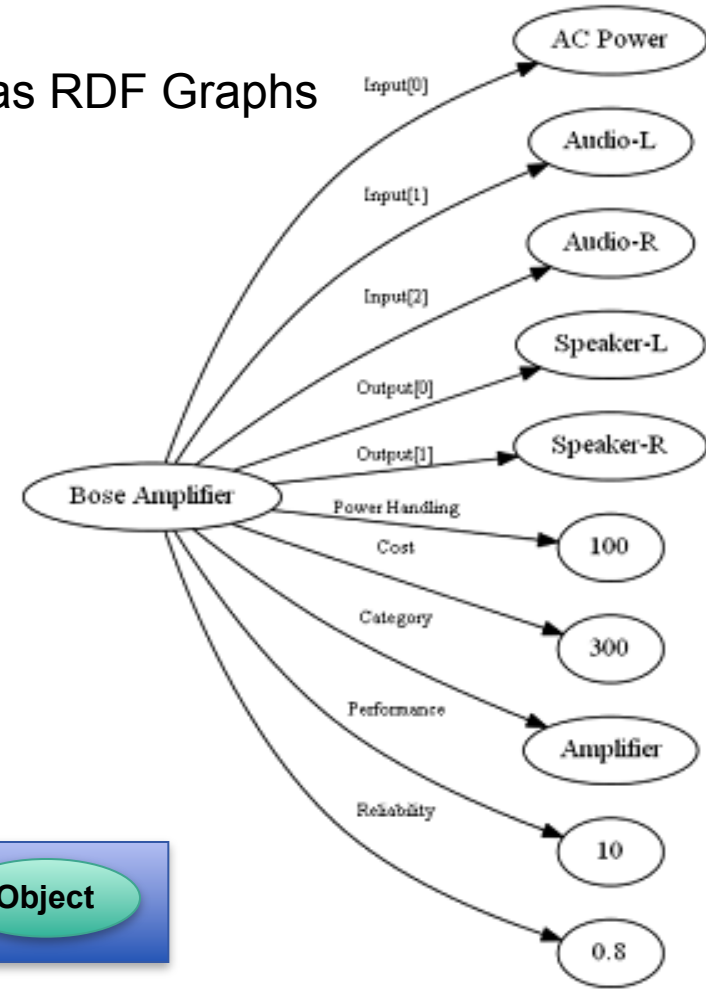 as RDF Graphs
Input[0]
AC Power
Input[1]
Audio-L
Input[2]
Audio-R
Output[0]
Speaker-L
Output[1]
Speaker-R
Bose Amplifier
Power Handling
100
Cost
300
Category
Amplifier
Performance
10
Reliability
0.8
Object